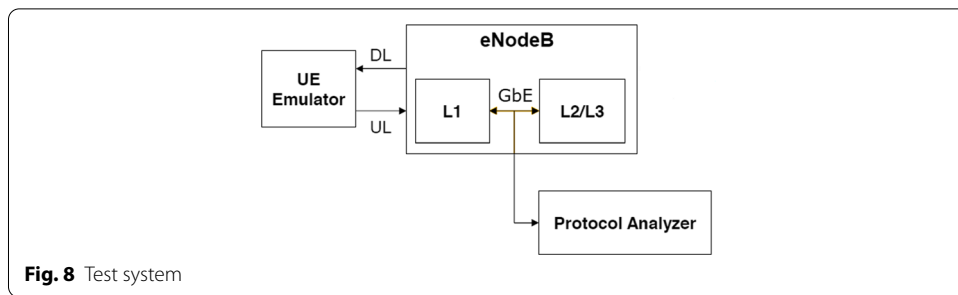 eNodeB
DL
UE
Emulator
UL
L1
GbE
L2/L3
Protocol Analyzer
Fig. 8 Test system